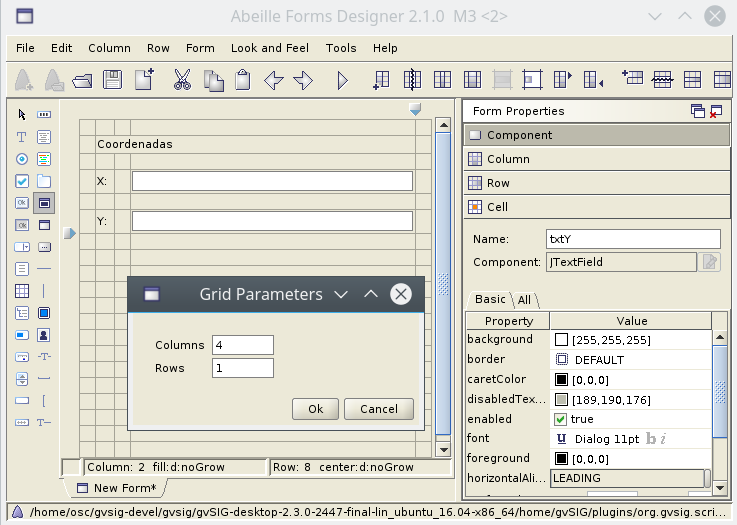 Abeille Forms Designer 2.1.0  M3 <2>
File Edit Column Row Form Look and Feel Tools Help
Form Properties
Component
Column
Row
Cell
Name: txtY
Component: JTextField
Basic All
Property Value
background [255,255,255]
border DEFAULT
caretColor [0,0,0]
disabledTex... [189,190,176]
enabled true
font Dialog 11pt b i
foreground [0,0,0]
horizontalAli... LEADING
Coordenadas
X:
Y:
Grid Parameters
Columns 4
Rows 1
Ok Cancel
Column: 2  fill:d:noGrow Row: 8  center:d:noGrow
New Form*
/home/osc/gvsig-devel/gvsig/gvSIG-desktop-2.3.0-2447-final-lin_ubuntu_16.04-x86_64/home/gvSIG/plugins/org.gvsig.scri...